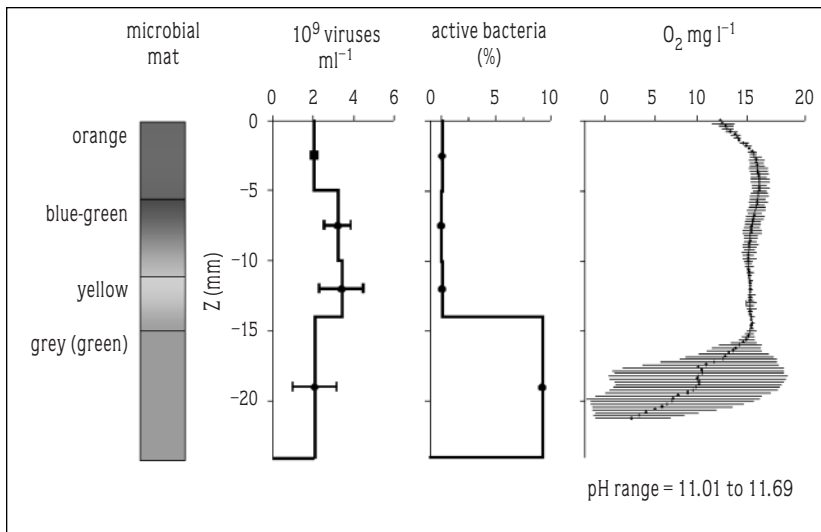 microbial
mat
10⁹ viruses
ml⁻¹
active bacteria
(%)
O₂ mg l⁻¹
0 2 4 6
0 5 10
0 5 10 15 20
orange
blue-green
yellow
grey (green)
Z (mm)
0
−5
−10
−15
−20
pH range = 11.01 to 11.69